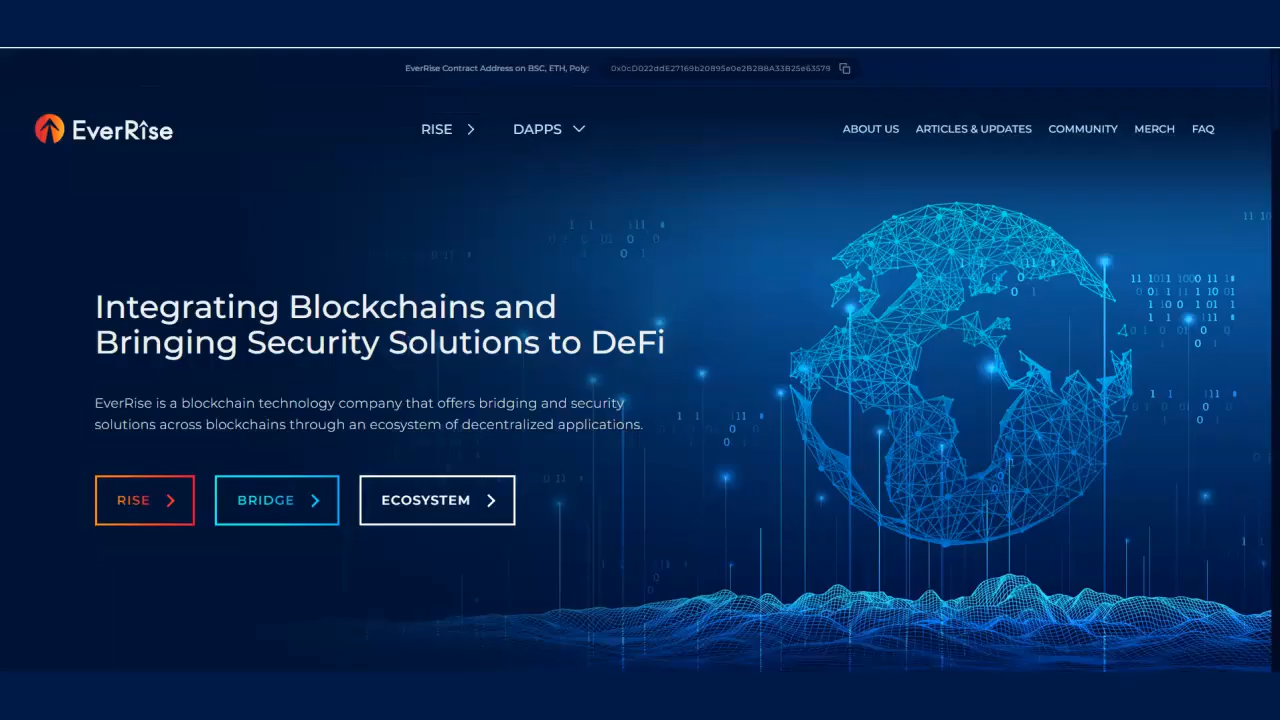 EverRise Contract Address on BSC, ETH, Poly: 0x0cD022ddE27169b20895e0e2B2B8A33B25e63579
EverRise
RISE DAPPS
ABOUT US ARTICLES & UPDATES COMMUNITY MERCH FAQ
Integrating Blockchains and
Bringing Security Solutions to DeFi
EverRise is a blockchain technology company that offers bridging and security
solutions across blockchains through an ecosystem of decentralized applications.
RISE BRIDGE ECOSYSTEM